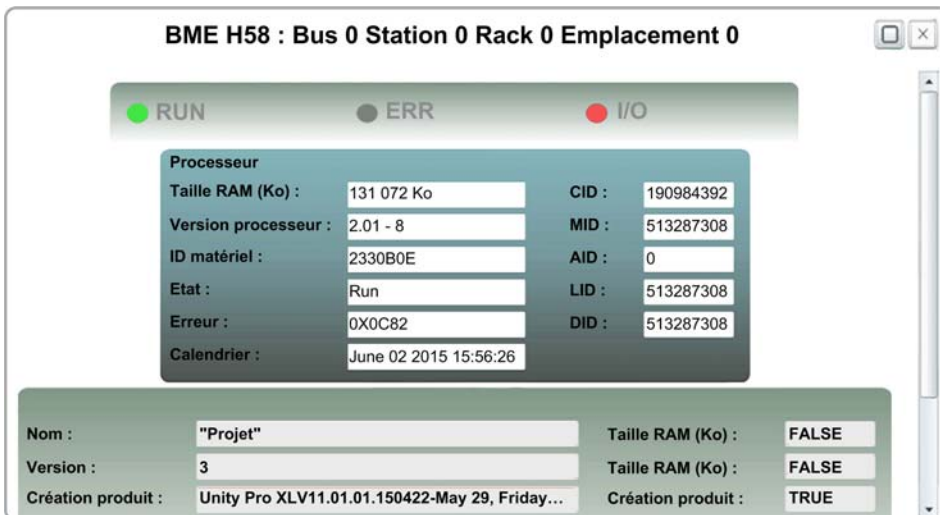 BME H58 : Bus 0 Station 0 Rack 0 Emplacement 0
RUN ERR I/O
Processeur
Taille RAM (Ko) : 131 072 Ko CID : 190984392
Version processeur : 2.01 - 8 MID : 513287308
ID matériel : 2330B0E AID : 0
Etat : Run LID : 513287308
Erreur : 0X0C82 DID : 513287308
Calendrier : June 02 2015 15:56:26
Nom : "Projet" Taille RAM (Ko) : FALSE
Version : 3 Taille RAM (Ko) : FALSE
Création produit : Unity Pro XLV11.01.01.150422-May 29, Friday... Création produit : TRUE